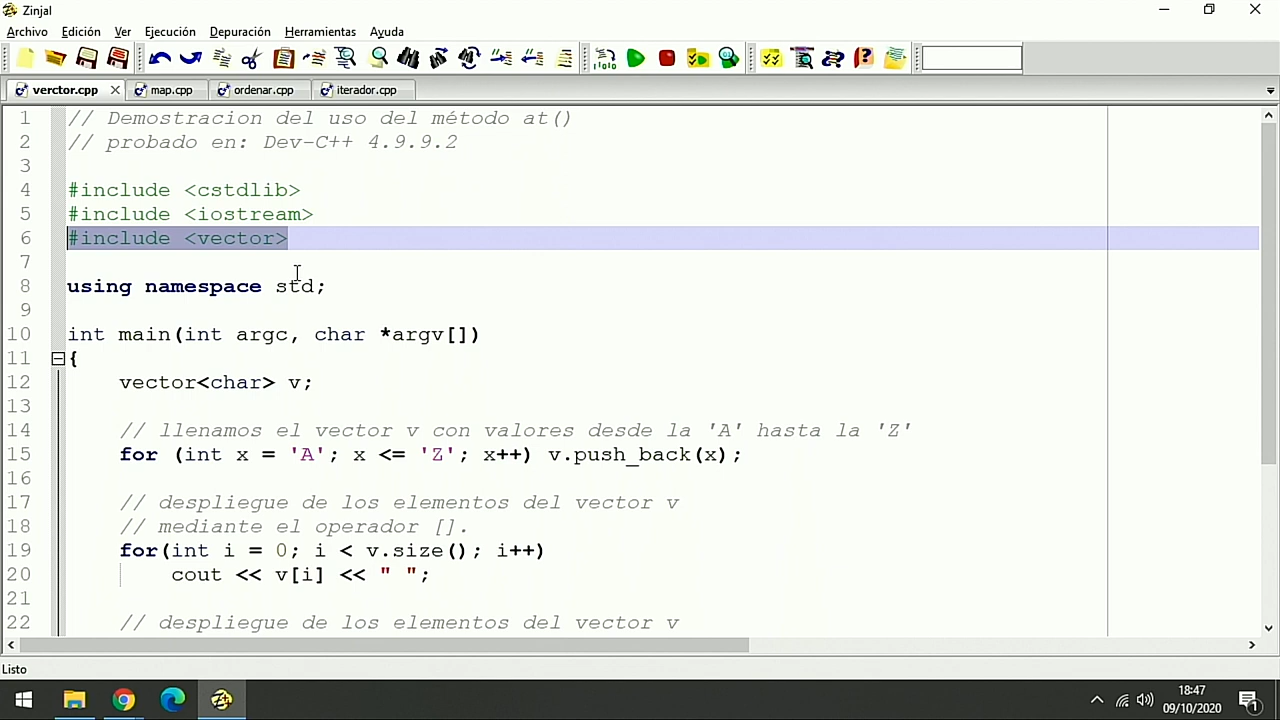 Zinjal
Archivo Edición Ver Ejecución Depuración Herramientas Ayuda
verctor.cpp map.cpp ordenar.cpp iterador.cpp
1 // Demostracion del uso del método at()
2 // probado en: Dev-C++ 4.9.9.2
3
4 #include <cstdlib>
5 #include <iostream>
6 #include <vector>
7
8 using namespace std;
9
10 int main(int argc, char *argv[])
11 {
12 vector<char> v;
13
14 // llenamos el vector v con valores desde la 'A' hasta la 'Z'
15 for (int x = 'A'; x <= 'Z'; x++) v.push_back(x);
16
17 // despliegue de los elementos del vector v
18 // mediante el operador [].
19 for(int i = 0; i < v.size(); i++)
20 cout << v[i] << " ";
21
22 // despliegue de los elementos del vector v
Listo
18:47
09/10/2020
1